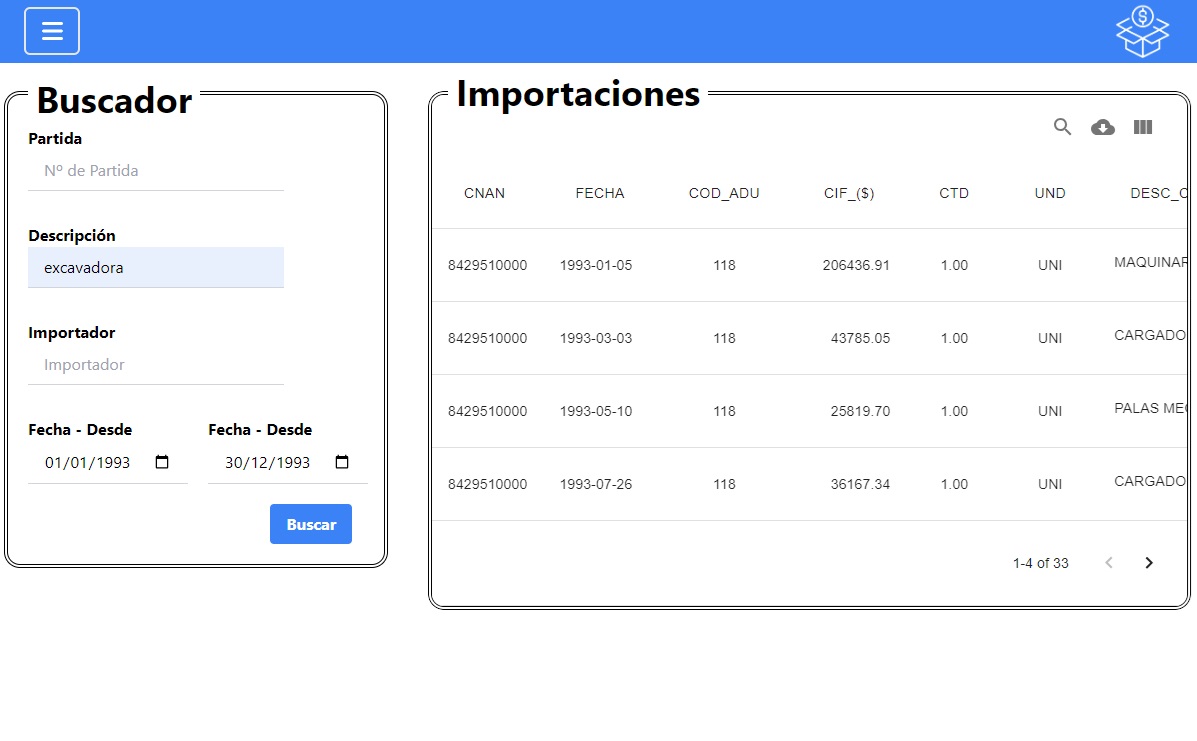 Buscador
Partida
Nº de Partida
Descripción
excavadora
Importador
Importador
Fecha - Desde Fecha - Desde
01/01/1993 30/12/1993
Buscar
Importaciones
CNAN FECHA COD_ADU CIF_($) CTD UND DESC_C
8429510000 1993-01-05 118 206436.91 1.00 UNI MAQUINAR
8429510000 1993-03-03 118 43785.05 1.00 UNI CARGADO
8429510000 1993-05-10 118 25819.70 1.00 UNI PALAS MEC
8429510000 1993-07-26 118 36167.34 1.00 UNI CARGADO
1-4 of 33